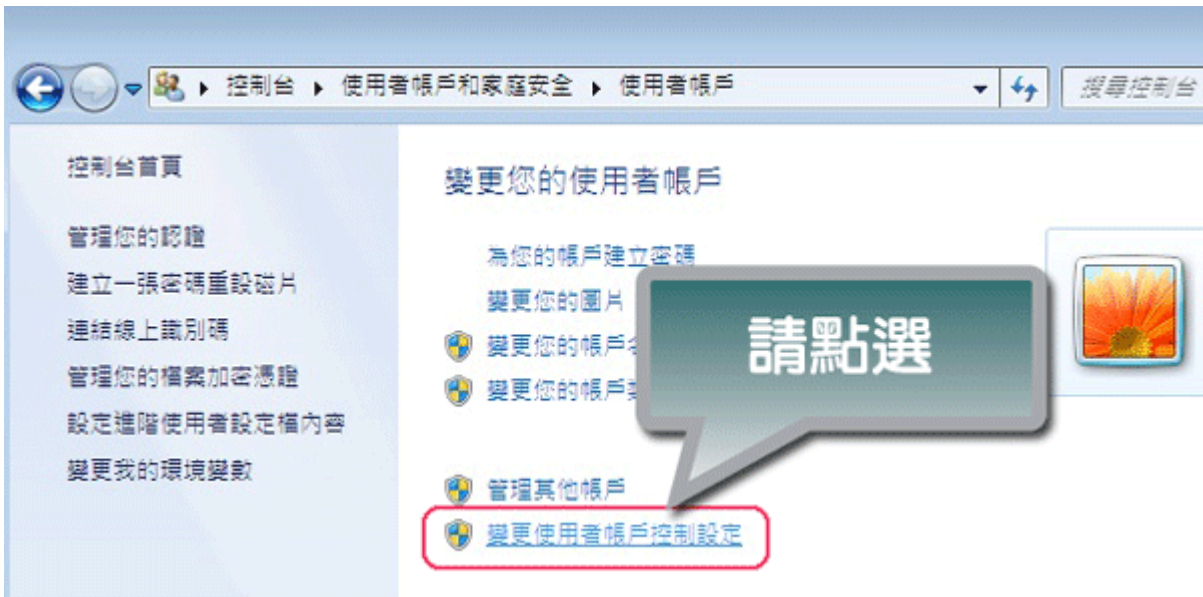 控制台 ▸ 使用者帳戶和家庭安全 ▸ 使用者帳戶
搜尋控制台
控制台首頁
管理您的認證
建立一張密碼重設磁片
連結線上識別碼
管理您的檔案加密憑證
設定進階使用者設定檔內容
變更我的環境變數
變更您的使用者帳戶
為您的帳戶建立密碼
變更您的圖片
變更您的帳戶
變更您的帳戶
請點選
管理其他帳戶
變更使用者帳戶控制設定